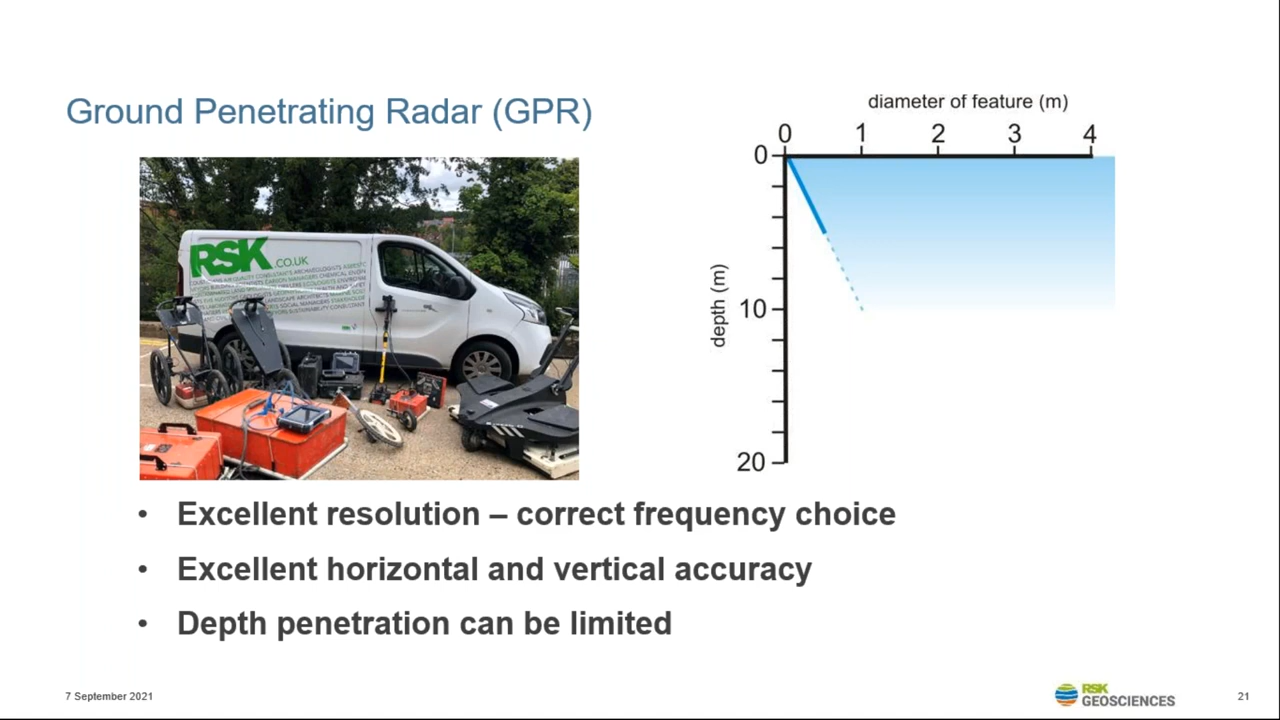 Ground Penetrating Radar (GPR)
diameter of feature (m)
0 1 2 3 4
0
10
20
depth (m)
RSK.CO.UK
• Excellent resolution – correct frequency choice
• Excellent horizontal and vertical accuracy
• Depth penetration can be limited
7 September 2021
RSK
GEOSCIENCES
21